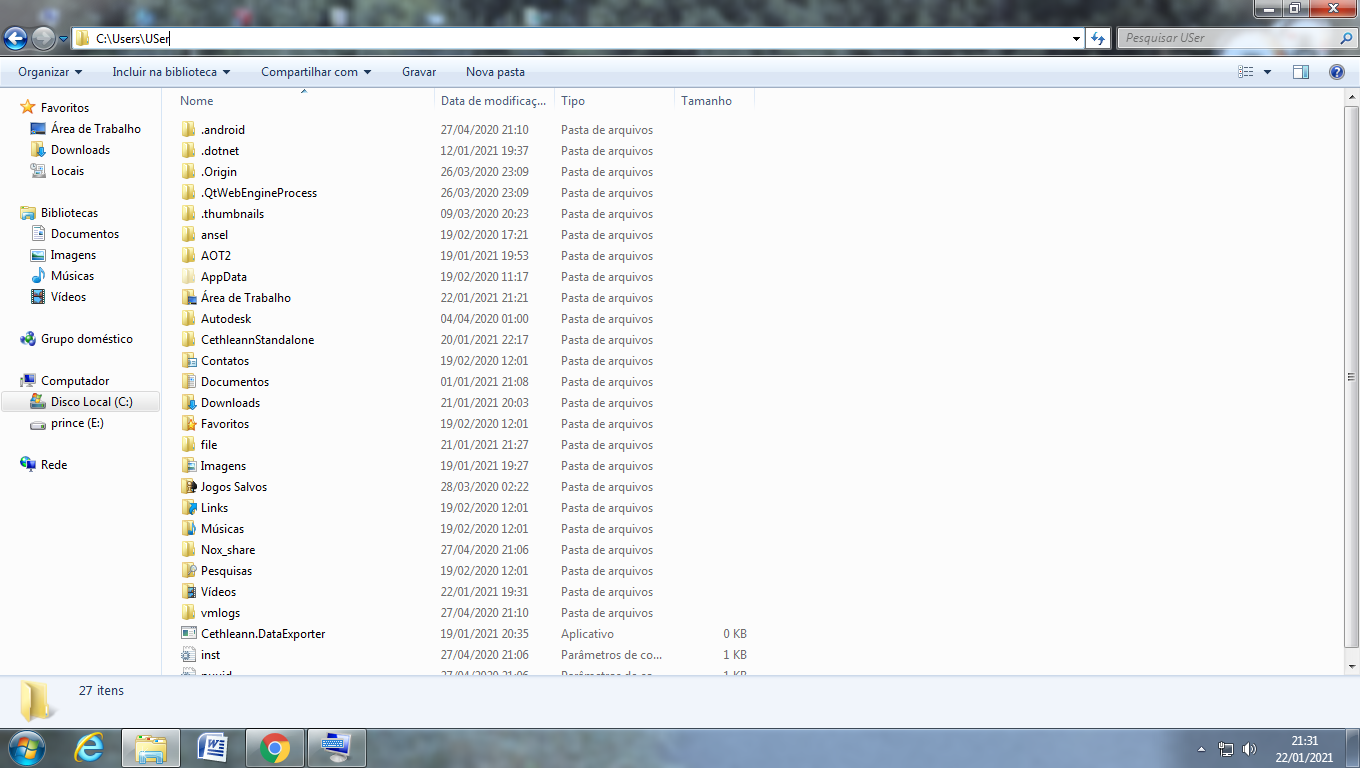 C:\Users\USer
Pesquisar USer
Organizar Incluir na biblioteca Compartilhar com Gravar Nova pasta
Nome Data de modificaç... Tipo Tamanho
Favoritos
Área de Trabalho
Downloads
Locais
Bibliotecas
Documentos
Imagens
Músicas
Vídeos
Grupo doméstico
Computador
Disco Local (C:)
prince (E:)
Rede
.android 27/04/2020 21:10 Pasta de arquivos
.dotnet 12/01/2021 19:37 Pasta de arquivos
.Origin 26/03/2020 23:09 Pasta de arquivos
.QtWebEngineProcess 26/03/2020 23:09 Pasta de arquivos
.thumbnails 09/03/2020 20:23 Pasta de arquivos
ansel 19/02/2020 17:21 Pasta de arquivos
AOT2 19/01/2021 19:53 Pasta de arquivos
AppData 19/02/2020 11:17 Pasta de arquivos
Área de Trabalho 22/01/2021 21:21 Pasta de arquivos
Autodesk 04/04/2020 01:00 Pasta de arquivos
CethleannStandalone 20/01/2021 22:17 Pasta de arquivos
Contatos 19/02/2020 12:01 Pasta de arquivos
Documentos 01/01/2021 21:08 Pasta de arquivos
Downloads 21/01/2021 20:03 Pasta de arquivos
Favoritos 19/02/2020 12:01 Pasta de arquivos
file 21/01/2021 21:27 Pasta de arquivos
Imagens 19/01/2021 19:27 Pasta de arquivos
Jogos Salvos 28/03/2020 02:22 Pasta de arquivos
Links 19/02/2020 12:01 Pasta de arquivos
Músicas 19/02/2020 12:01 Pasta de arquivos
Nox_share 27/04/2020 21:06 Pasta de arquivos
Pesquisas 19/02/2020 12:01 Pasta de arquivos
Vídeos 22/01/2021 19:31 Pasta de arquivos
vmlogs 27/04/2020 21:10 Pasta de arquivos
Cethleann.DataExporter 19/01/2021 20:35 Aplicativo 0 KB
inst 27/04/2020 21:06 Parâmetros de co... 1 KB
27 itens
21:31
22/01/2021